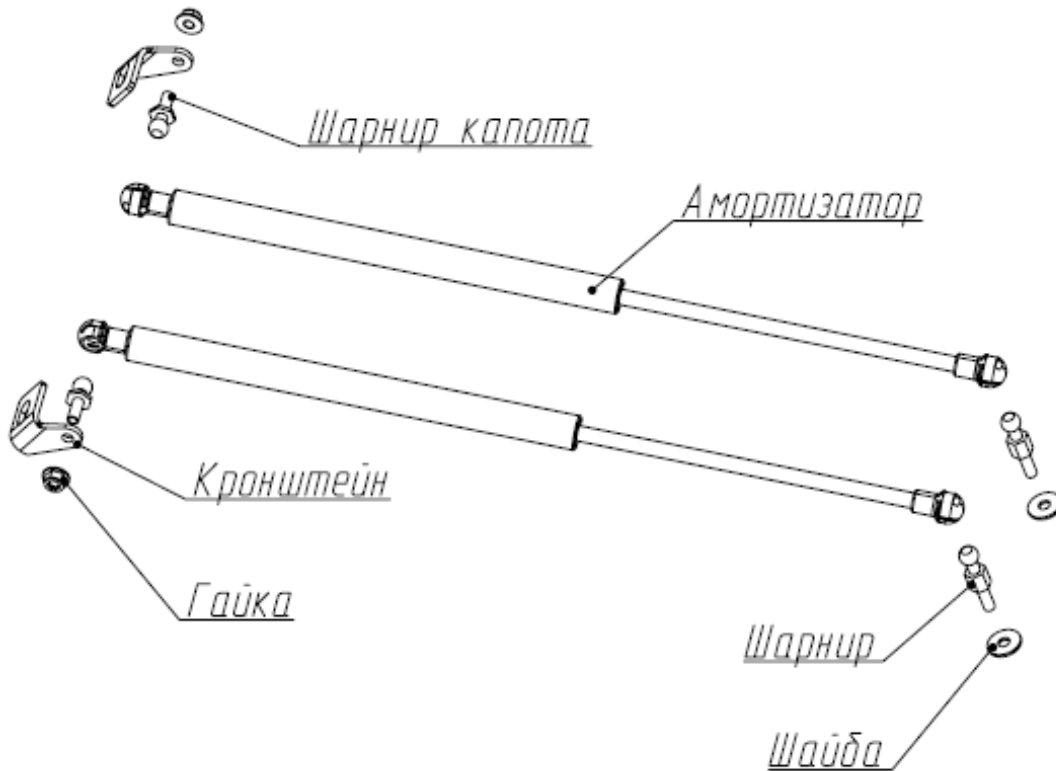 Шарнир капота
Амортизатор
Кронштейн
Гайка
Шарнир
Шайба